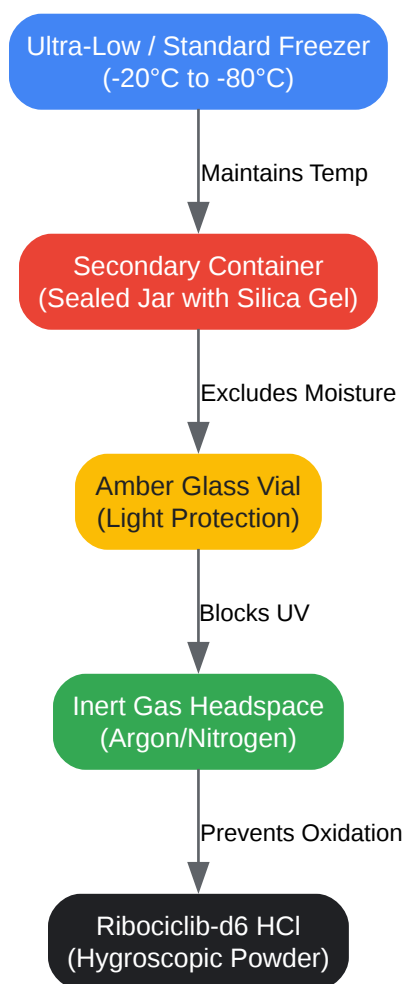 Ultra-Low / Standard Freezer
(-20°C to -80°C)
Maintains Temp
Secondary Container
(Sealed Jar with Silica Gel)
Excludes Moisture
Amber Glass Vial
(Light Protection)
Blocks UV
Inert Gas Headspace
(Argon/Nitrogen)
Prevents Oxidation
Ribociclib-d6 HCl
(Hygroscopic Powder)